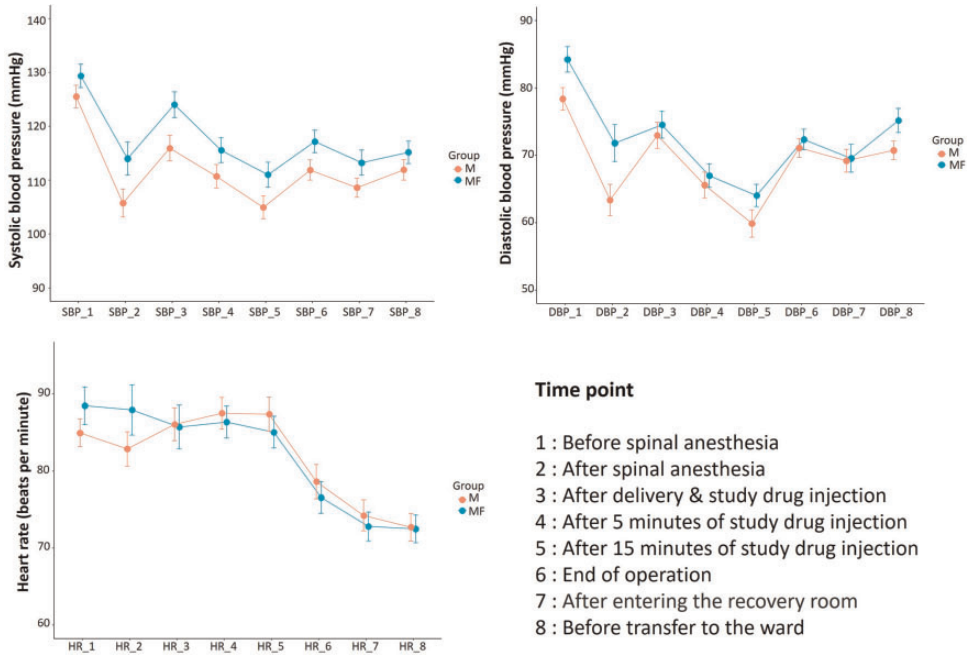 Systolic blood pressure (mmHg)
140
130
120
110
100
90
SBP_1 SBP_2 SBP_3 SBP_4 SBP_5 SBP_6 SBP_7 SBP_8
Group
M
MF
Diastolic blood pressure (mmHg)
90
80
70
60
50
DBP_1 DBP_2 DBP_3 DBP_4 DBP_5 DBP_6 DBP_7 DBP_8
Group
M
MF
Heart rate (beats per minute)
90
80
70
60
HR_1 HR_2 HR_3 HR_4 HR_5 HR_6 HR_7 HR_8
Group
M
MF
Time point
1 : Before spinal anesthesia
2 : After spinal anesthesia
3 : After delivery & study drug injection
4 : After 5 minutes of study drug injection
5 : After 15 minutes of study drug injection
6 : End of operation
7 : After entering the recovery room
8 : Before transfer to the ward